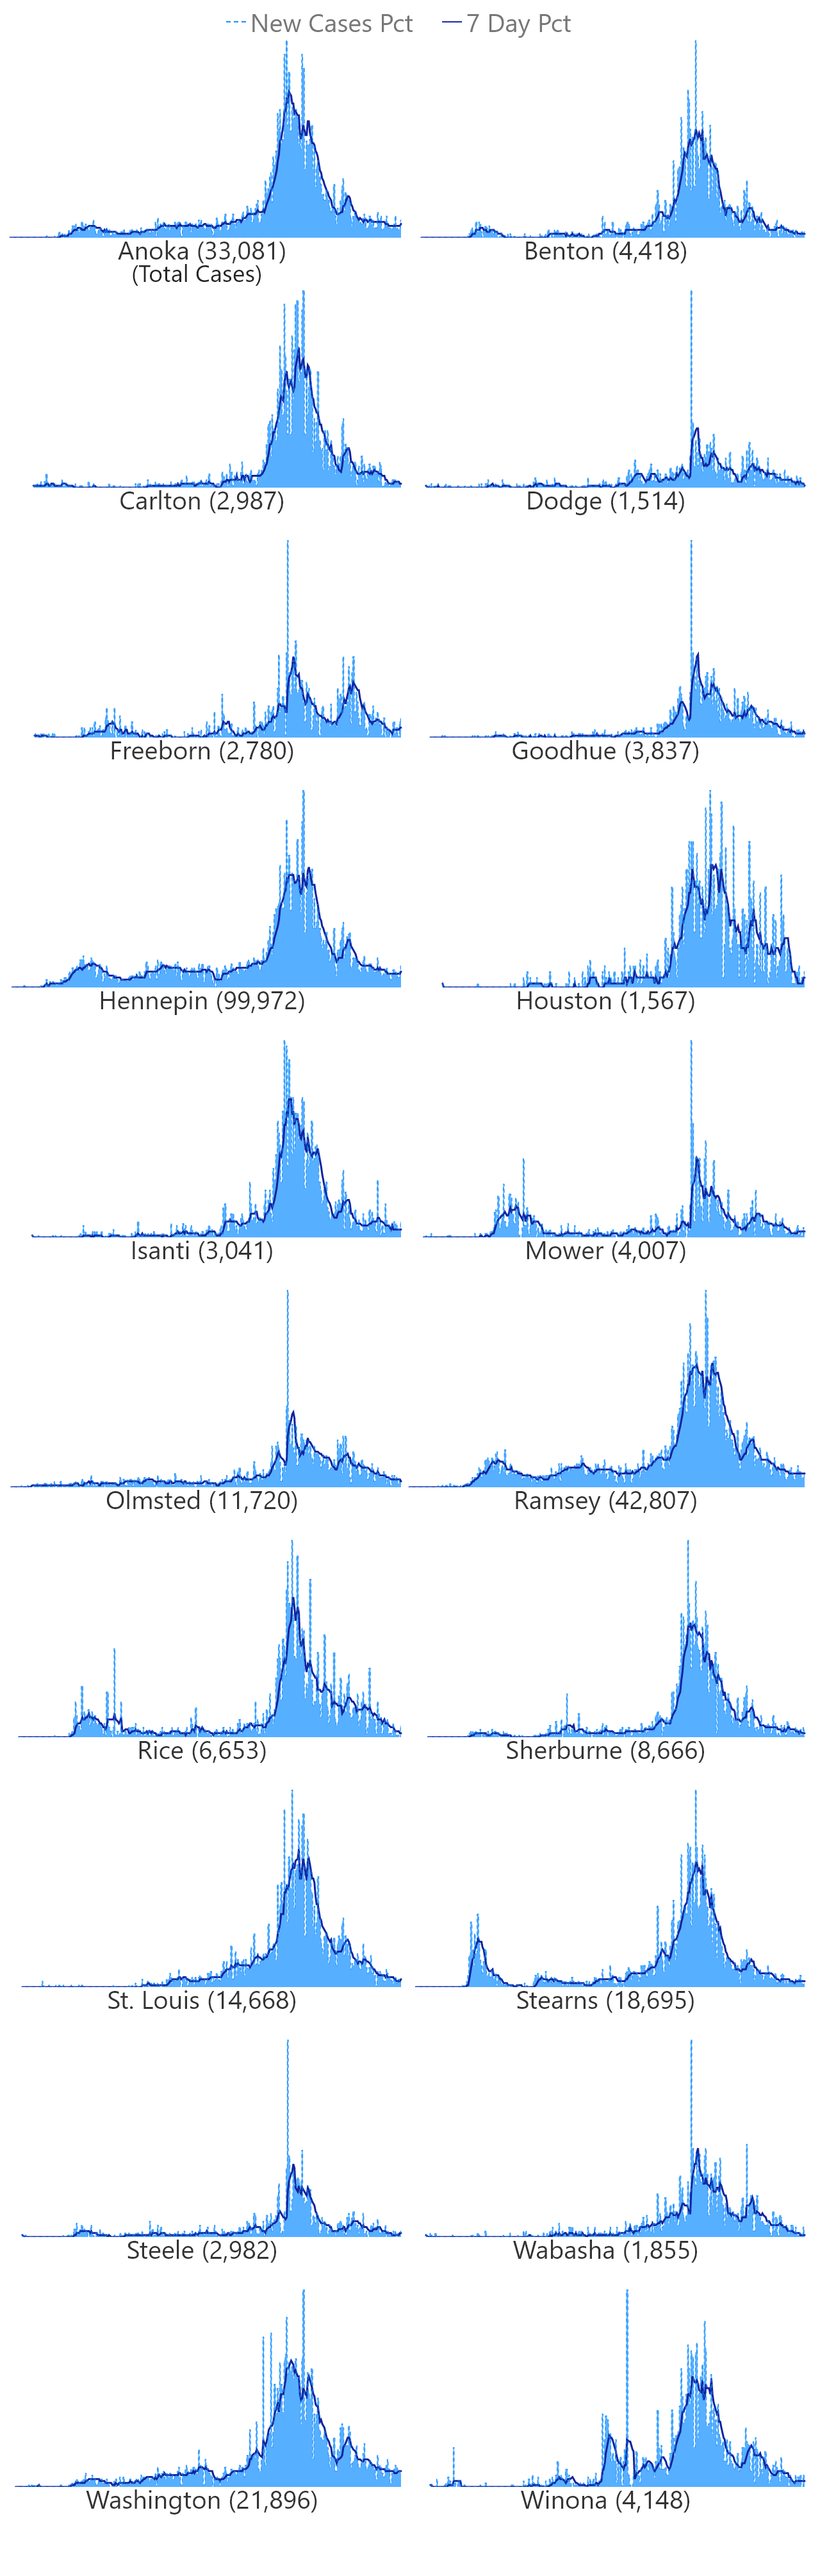 New Cases Pct 7 Day Pct
Anoka (33,081) Benton (4,418)
(Total Cases)
Carlton (2,987) Dodge (1,514)
Freeborn (2,780) Goodhue (3,837)
Hennepin (99,972) Houston (1,567)
Isanti (3,041) Mower (4,007)
Olmsted (11,720) Ramsey (42,807)
Rice (6,653) Sherburne (8,666)
St. Louis (14,668) Stearns (18,695)
Steele (2,982) Wabasha (1,855)
Washington (21,896) Winona (4,148)